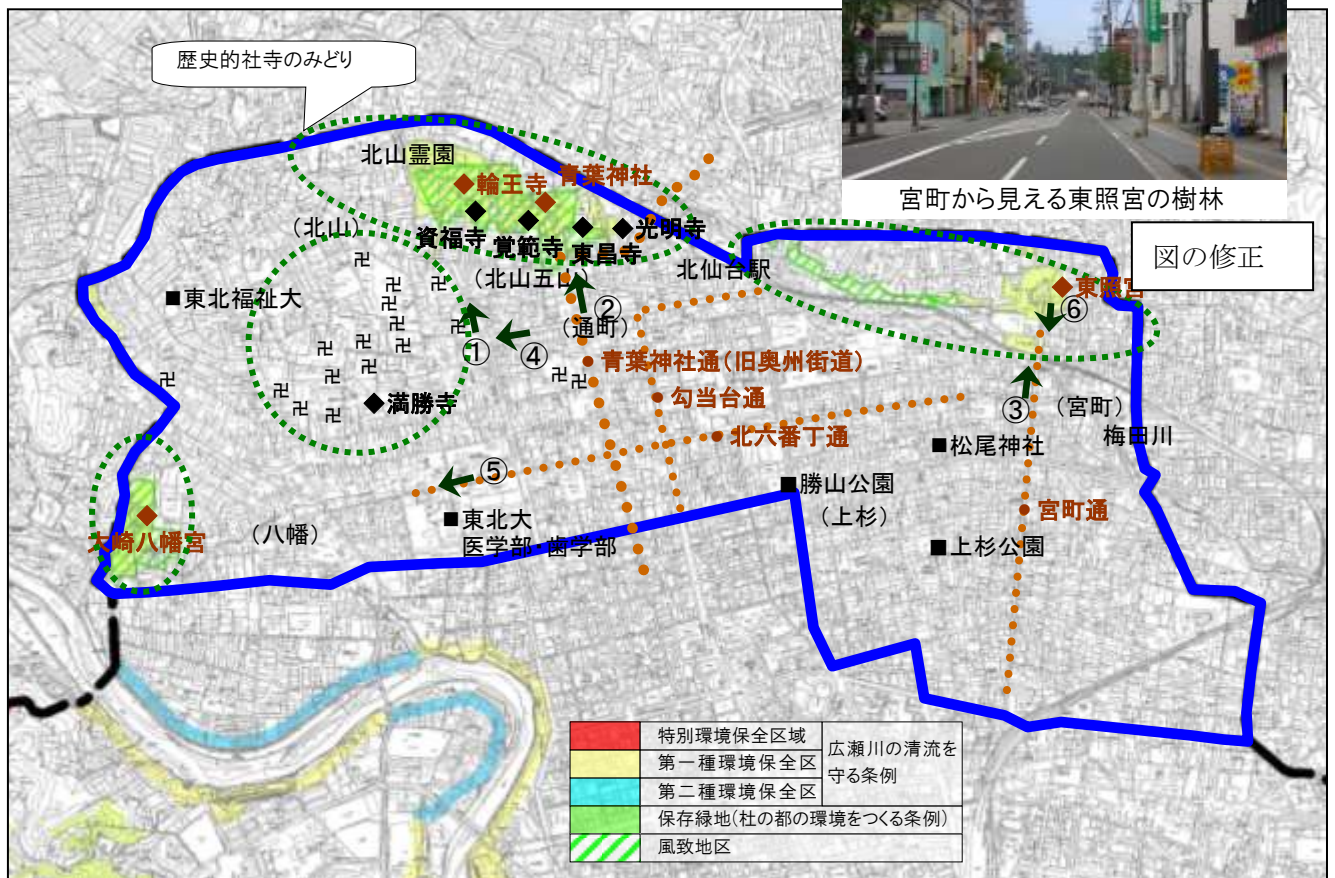 歴史的社寺のみどり
宮町から見える東照宮の樹林
図の修正
北山霊園
輪王寺
青葉神社
資福寺
覚範寺
東昌寺
光明寺
(北山)
(北山五山)
北仙台駅
東照宮
⑥
■東北福祉大
卍
①
④
②
(通町)
青葉神社通(旧奥州街道)
勾当台通
北六番丁通
満勝寺
③
(宮町)
梅田川
■松尾神社
⑤
■勝山公園
(上杉)
宮町通
大崎八幡宮
(八幡)
■東北大
医学部・歯学部
■上杉公園
特別環境保全区域
第一種環境保全区
第二種環境保全区
広瀬川の清流を
守る条例
保存緑地(杜の都の環境をつくる条例)
風致地区